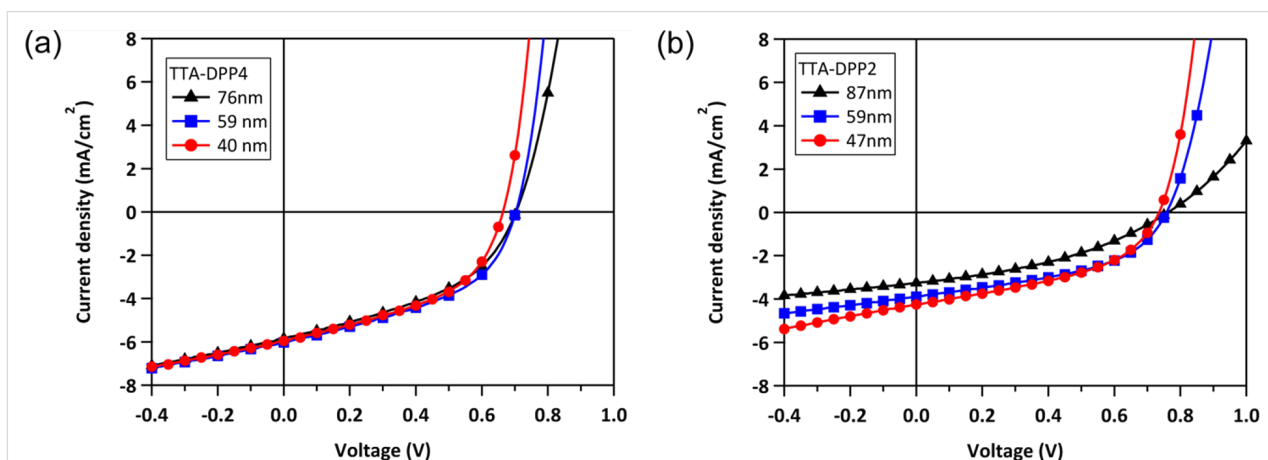 (a)
8
6
4
2
0
-2
-4
-6
-8
Current density (mA/cm2)
TTA-DPP4
76nm
59 nm
40 nm
-0.4 -0.2 0.0 0.2 0.4 0.6 0.8 1.0
Voltage (V)
(b)
8
6
4
2
0
-2
-4
-6
-8
Current density (mA/cm2)
TTA-DPP2
87nm
59nm
47nm
-0.4 -0.2 0.0 0.2 0.4 0.6 0.8 1.0
Voltage (V)